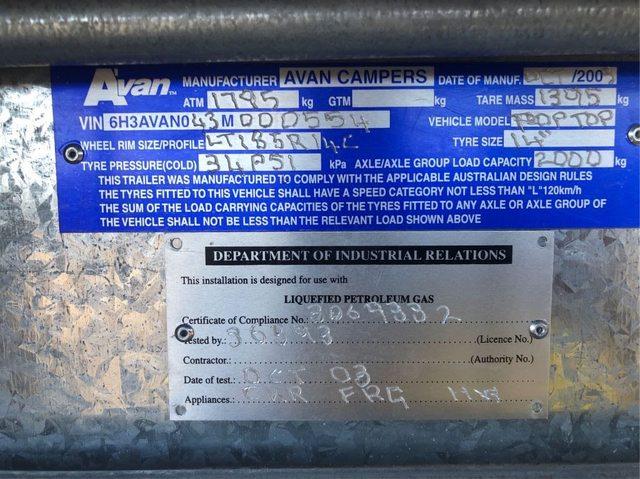 Avan™ MANUFACTURER AVAN CAMPERS DATE OF MANUF. OCT /2003
ATM 1795 kg GTM kg TARE MASS 1395 kg
VIN 6H3AVAN043M000554 VEHICLE MODEL TOP
WHEEL RIM SIZE/PROFILE LT185R14C TYRE SIZE 14"
TYRE PRESSURE(COLD) 34PSI kPa AXLE/AXLE GROUP LOAD CAPACITY 2000 kg
THIS TRAILER WAS MANUFACTURED TO COMPLY WITH THE APPLICABLE AUSTRALIAN DESIGN RULES
THE TYRES FITTED TO THIS VEHICLE SHALL HAVE A SPEED CATEGORY NOT LESS THAN "L"120km/h
THE SUM OF THE LOAD CARRYING CAPACITIES OF THE TYRES FITTED TO ANY AXLE OR AXLE GROUP OF
THE VEHICLE SHALL NOT BE LESS THAN THE RELEVANT LOAD SHOWN ABOVE
DEPARTMENT OF INDUSTRIAL RELATIONS
This installation is designed for use with
LIQUEFIED PETROLEUM GAS
Certificate of Compliance No.:
Tested by.: (Licence No.)
Contractor.: (Authority No.)
Date of test.: OCT 03
Appliances.: FRG HW